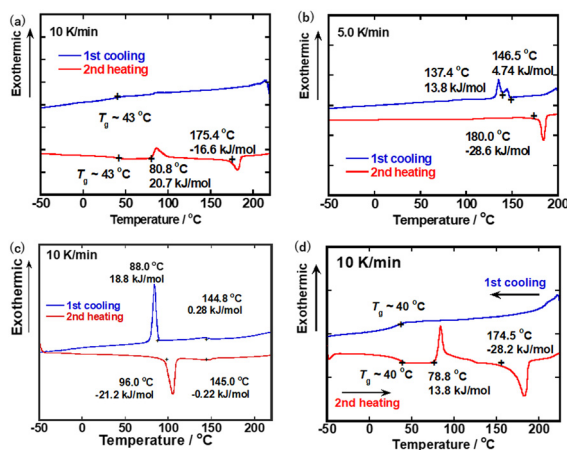 (a)
10 K/min
1st cooling
2nd heating
Exothermic
Tg ~ 43 °C
175.4 °C
-16.6 kJ/mol
Tg ~ 43 °C
80.8 °C
20.7 kJ/mol
-50 0 50 100 150 200
Temperature / °C
(b)
5.0 K/min
Exothermic
146.5 °C
4.74 kJ/mol
137.4 °C
13.8 kJ/mol
180.0 °C
-28.6 kJ/mol
1st cooling
2nd heating
-50 0 50 100 150 200
Temperature / °C
(c)
10 K/min
Exothermic
88.0 °C
18.8 kJ/mol
1st cooling
2nd heating
144.8 °C
0.28 kJ/mol
96.0 °C
-21.2 kJ/mol
145.0 °C
-0.22 kJ/mol
-50 0 50 100 150 200
Temperature / °C
(d)
10 K/min
Exothermic
1st cooling
Tg ~ 40 °C
174.5 °C
-28.2 kJ/mol
Tg ~ 40 °C
78.8 °C
13.8 kJ/mol
2nd heating
-50 0 50 100 150 200
Temperature / °C